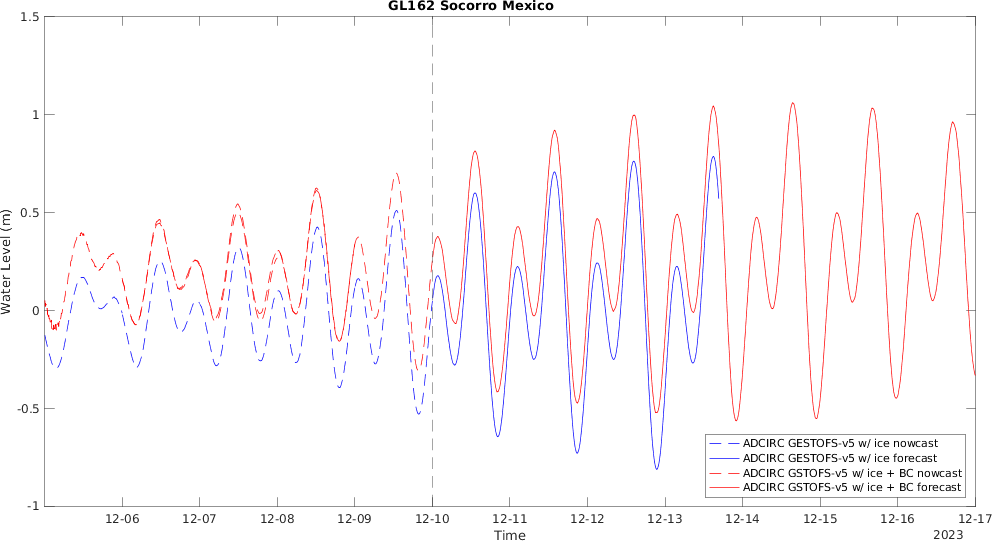 GL162 Socorro Mexico
1.5
1
0.5
0
-0.5
-1
Water Level (m)
12-06
12-07
12-08
12-09
12-10
12-11
12-12
12-13
12-14
12-15
12-16
12-17
Time
2023
ADCIRC GESTOFS-v5 w/ ice nowcast
ADCIRC GESTOFS-v5 w/ ice forecast
ADCIRC GSTOFS-v5 w/ ice + BC nowcast
ADCIRC GSTOFS-v5 w/ ice + BC forecast